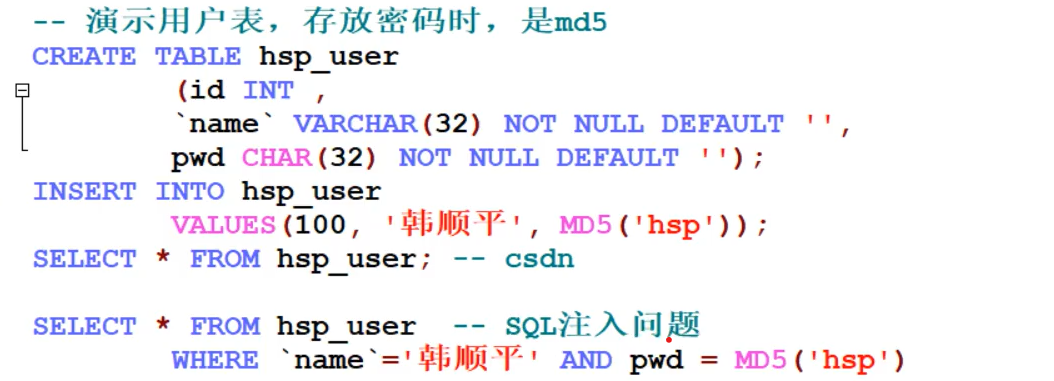 -- 演示用户表，存放密码时，是md5
CREATE TABLE hsp_user
(id INT ,
`name` VARCHAR(32) NOT NULL DEFAULT '',
pwd CHAR(32) NOT NULL DEFAULT '');
INSERT INTO hsp_user
VALUES(100, '韩顺平', MD5('hsp'));
SELECT * FROM hsp_user; -- csdn
SELECT * FROM hsp_user -- SQL注入问题
WHERE `name`='韩顺平' AND pwd = MD5('hsp')